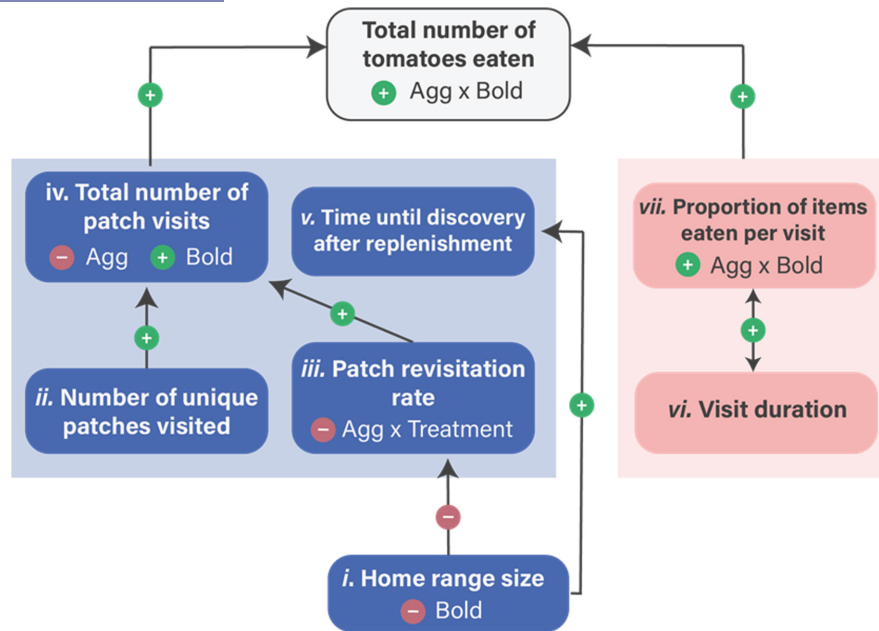 Total number of
tomatoes eaten
+ Agg x Bold
+
+
iv. Total number of
patch visits
− Agg + Bold
v. Time until discovery
after replenishment
vii. Proportion of items
eaten per visit
+ Agg x Bold
+
+
+
ii. Number of unique
patches visited
iii. Patch revisitation
rate
− Agg x Treatment
+
vi. Visit duration
−
i. Home range size
− Bold